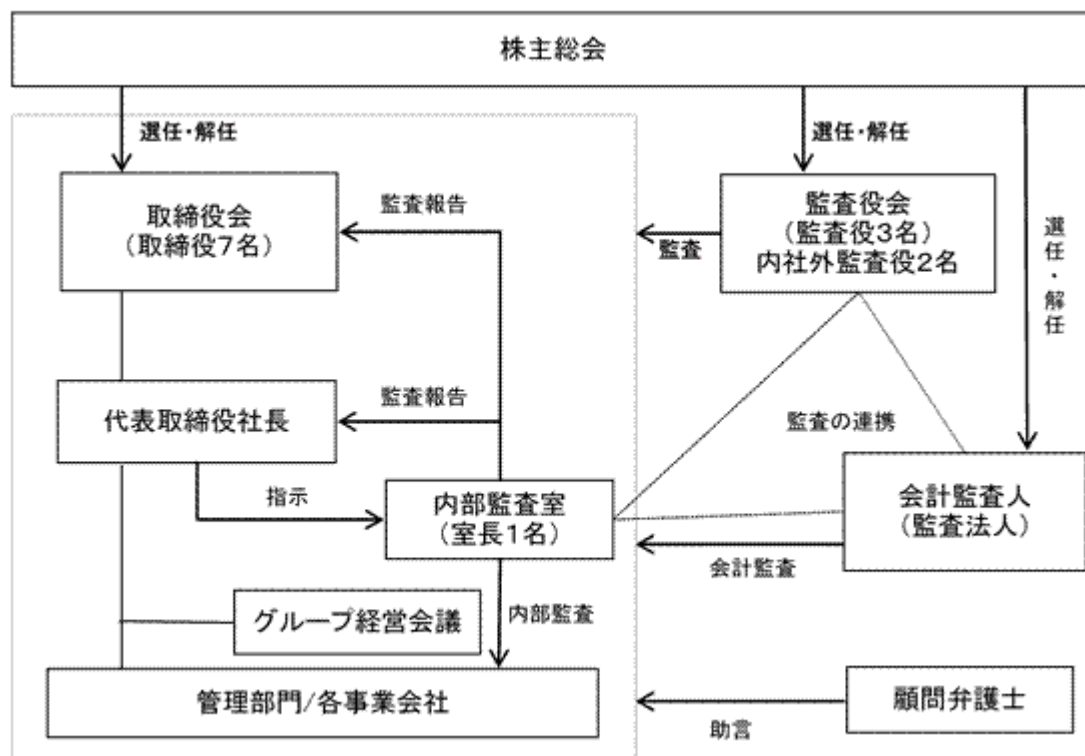 株主総会
選任・解任
選任・解任
選任・解任
取締役会
（取締役7名）
監査報告
監査役会
（監査役3名）
内社外監査役2名
監査
代表取締役社長
監査報告
監査の連携
指示
内部監査室
（室長1名）
会計監査人
（監査法人）
会計監査
グループ経営会議
内部監査
管理部門/各事業会社
顧問弁護士
助言